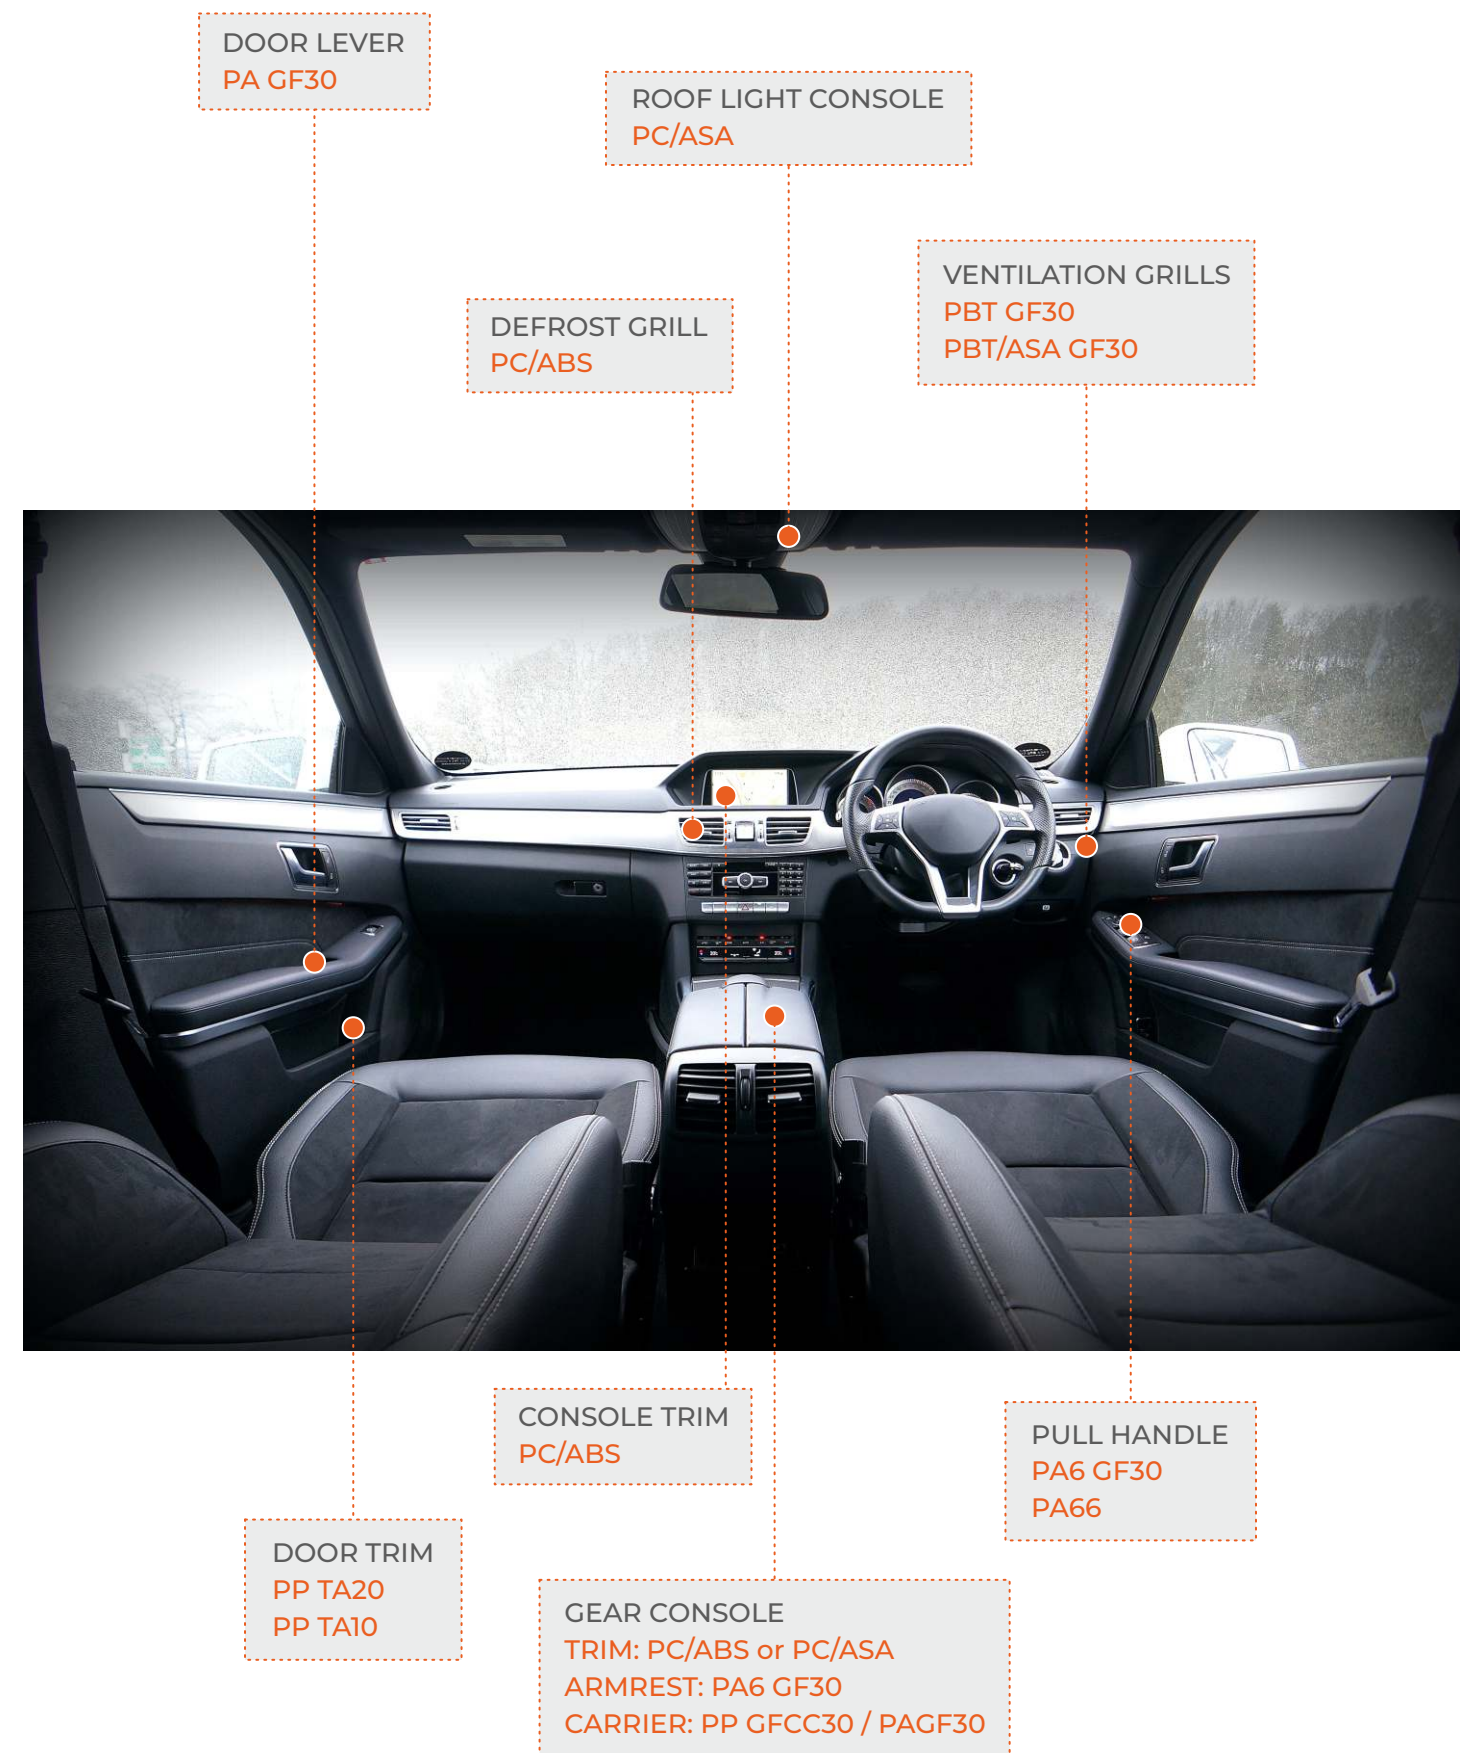 DOOR LEVER
PA GF30
ROOF LIGHT CONSOLE
PC/ASA
VENTILATION GRILLS
PBT GF30
PBT/ASA GF30
DEFROST GRILL
PC/ABS
CONSOLE TRIM
PC/ABS
PULL HANDLE
PA6 GF30
PA66
DOOR TRIM
PP TA20
PP TA10
GEAR CONSOLE
TRIM: PC/ABS or PC/ASA
ARMREST: PA6 GF30
CARRIER: PP GFCC30 / PAGF30